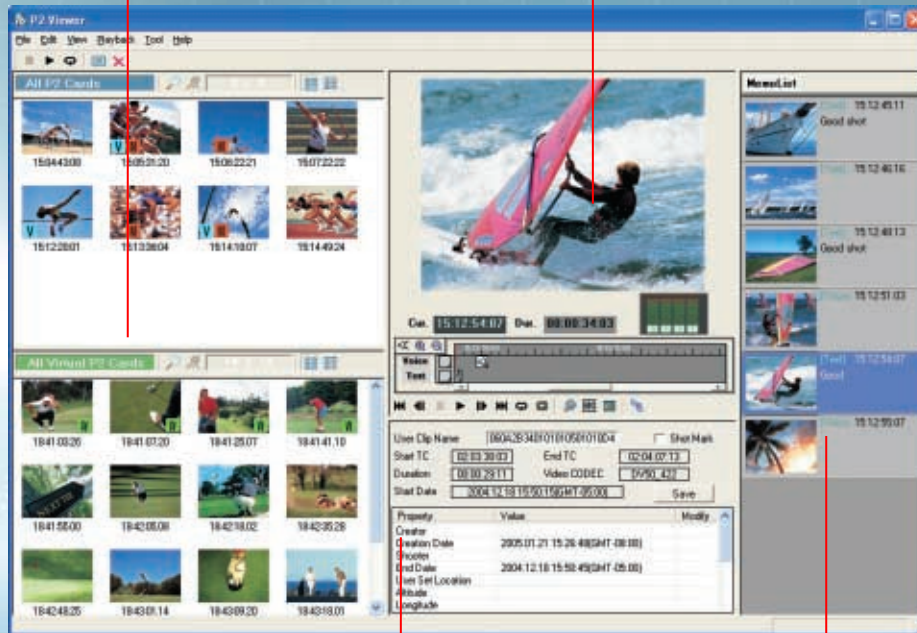 P2 Viewer
File Edit View Playback Tool Help
All P2 Cards
15:04:43:08
15:05:31:20
15:06:22:21
15:07:22:22
15:12:28:01
15:13:36:04
15:14:18:07
15:14:49:24
All Virtual P2 Cards
18:41:03:26
18:41:07:20
18:41:25:07
18:41:41:10
18:41:55:00
18:42:05:08
18:42:18:02
18:42:35:28
18:42:48:25
18:43:01:14
18:43:09:20
18:43:18:01
Cur. 15:12:54:07 Dur. 00:00:34:03
Voice
Text
User Clip Name 060A2B340101010501010D4 Shot Mark
Start TC 02:03:38:03 End TC 02:04:07:13
Duration 00:00:29:11 Video CODEC DV50_422
Start Date 2004.12.18 15:50:15(GMT-05:00) Save
Property Value Modify
Creator
Creation Date 2005.01.21 15:26:48(GMT-08:00)
Shooter
End Date 2004.12.18 15:50:45(GMT-05:00)
User Set Location
Altitude
Longitude
MemoList
15:12:45:11
Good shot
15:12:46:16
15:12:48:13
Good shot
15:12:51:03
[Text] 15:12:54:07
Good
15:12:55:07